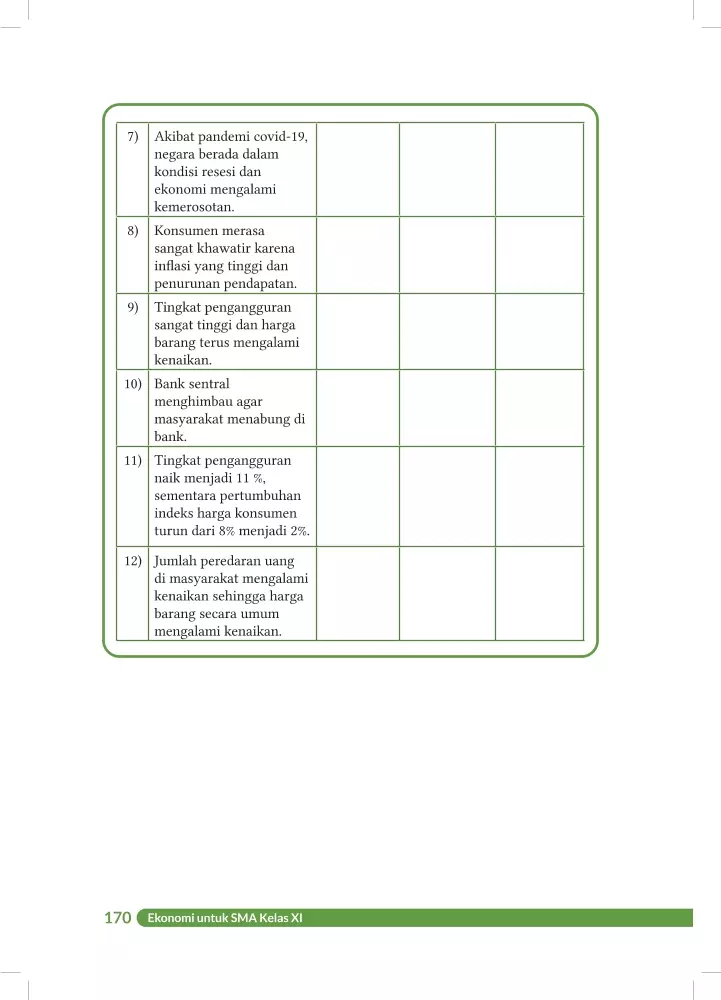 7) Akibat pandemi covid-19,
negara berada dalam
kondisi resesi dan
ekonomi mengalami
kemerosotan.
8) Konsumen merasa
sangat khawatir karena
inflasi yang tinggi dan
penurunan pendapatan.
9) Tingkat pengangguran
sangat tinggi dan harga
barang terus mengalami
kenaikan.
10) Bank sentral
menghimbau agar
masyarakat menabung di
bank.
11) Tingkat pengangguran
naik menjadi 11 %,
sementara pertumbuhan
indeks harga konsumen
turun dari 8% menjadi 2%.
12) Jumlah peredaran uang
di masyarakat mengalami
kenaikan sehingga harga
barang secara umum
mengalami kenaikan.
170 Ekonomi untuk SMA Kelas XI